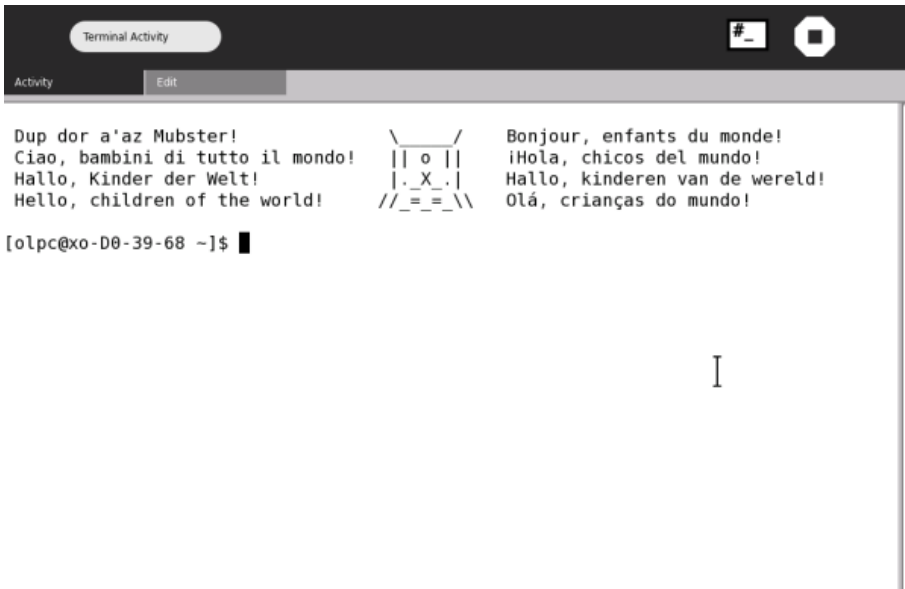 Terminal Activity
#_
Activity Edit
Dup dor a'az Mubster! \_____/ Bonjour, enfants du monde!
Ciao, bambini di tutto il mondo! || o || ¡Hola, chicos del mundo!
Hallo, Kinder der Welt! |._X_.| Hallo, kinderen van de wereld!
Hello, children of the world! //_=_=_\\ Olá, crianças do mundo!
[olpc@xo-D0-39-68 ~]$